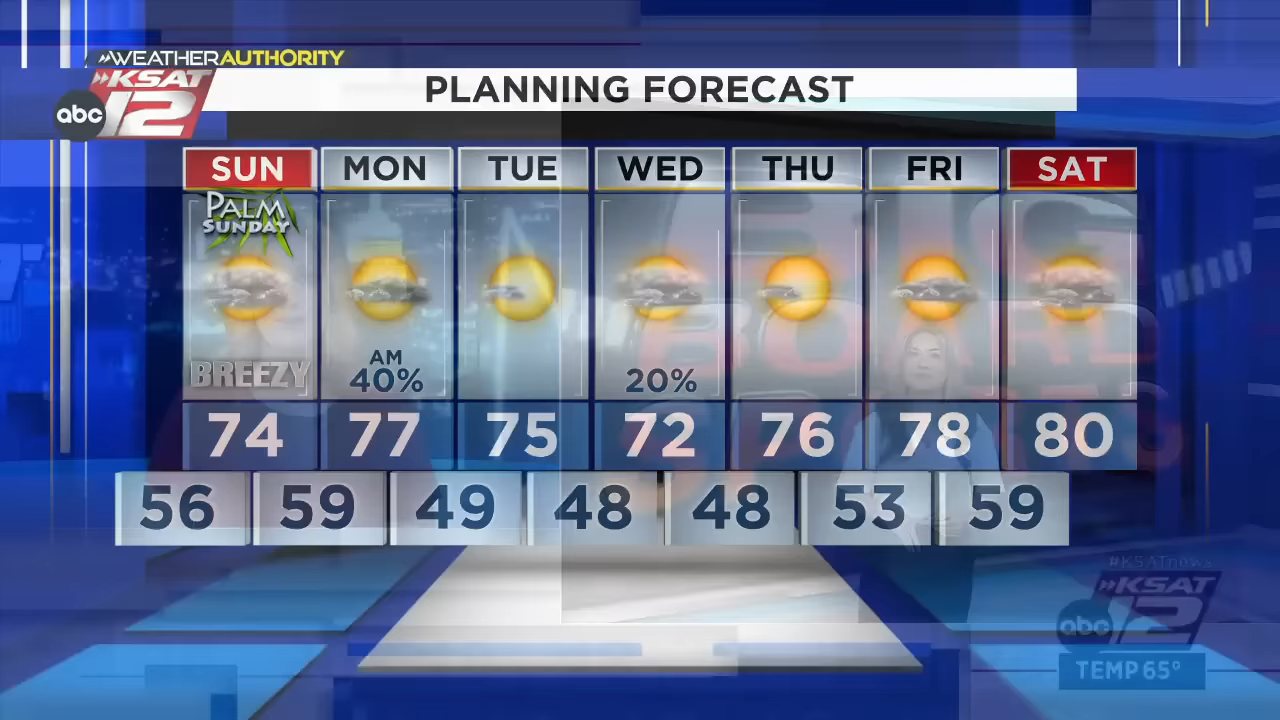 »WEATHERAUTHORITY
»KSAT
abc 12
PLANNING FORECAST
SUN MON TUE WED THU FRI SAT
PALM
SUNDAY
BREEZY
AM
40%
20%
74 77 75 72 76 78 80
56 59 49 48 48 53 59
#KSATnews
»KSAT
abc 12
TEMP 65°